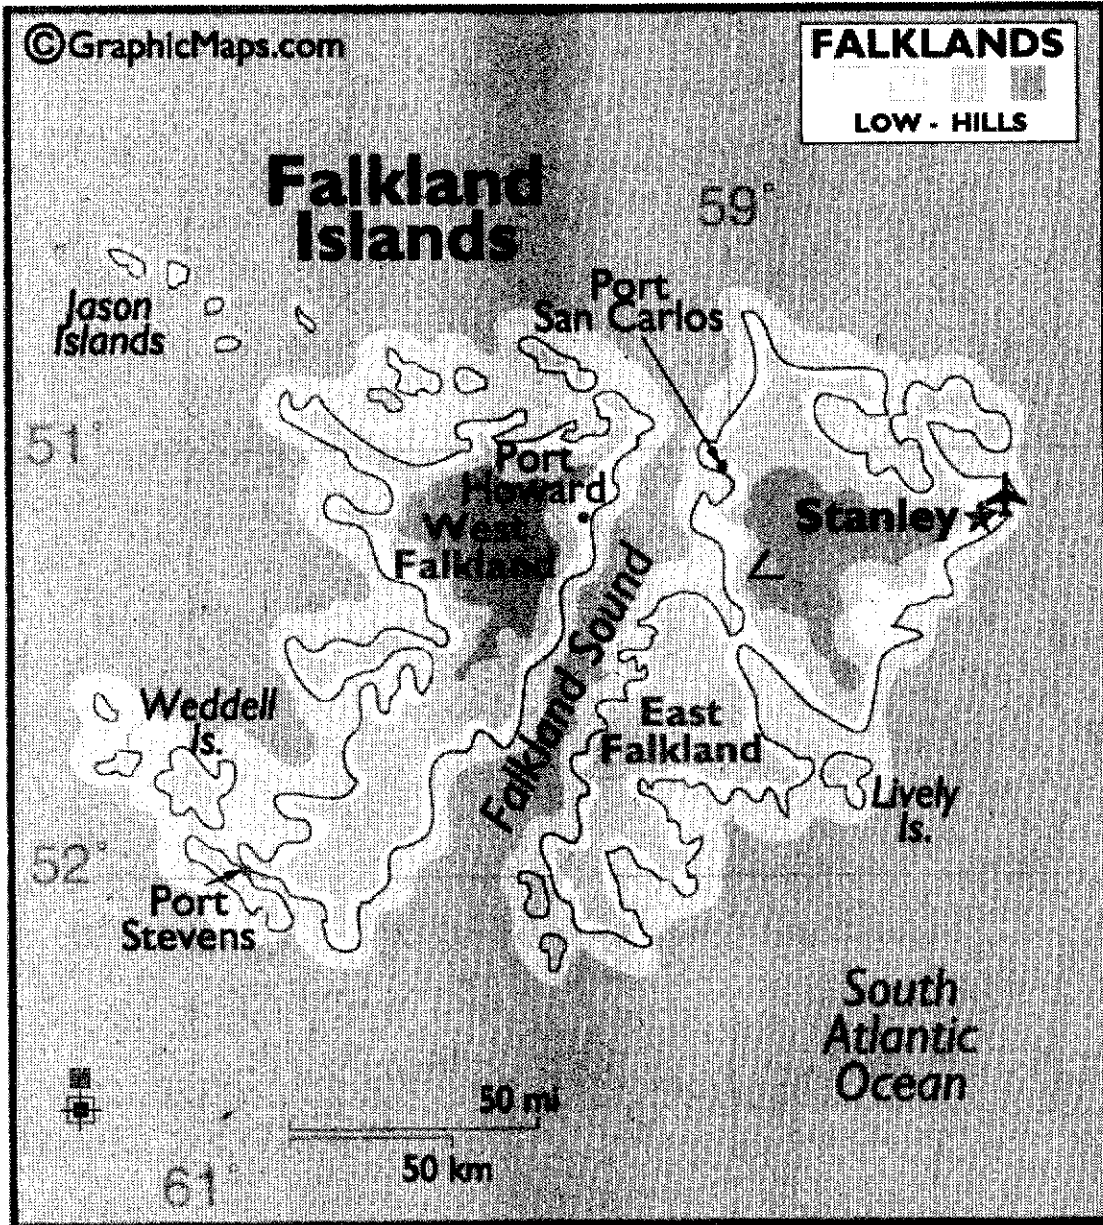 ©GraphicMaps.com
FALKLANDS
LOW - HILLS
Falkland
Islands
59°
Port
San Carlos
Jason
Islands
51°
Port
Howard
West
Falkland
Stanley
Falkland Sound
Weddell
Is.
East
Falkland
Lively
Is.
52°
Port
Stevens
South
Atlantic
Ocean
50 mi
50 km
61°